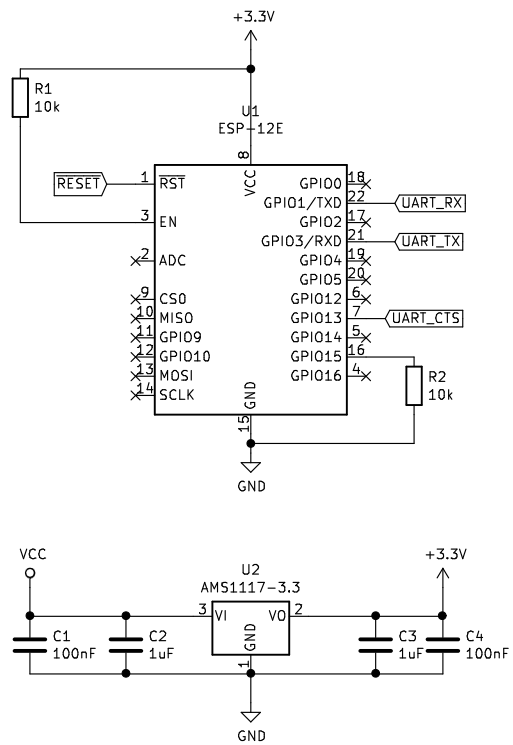 +3.3V
R1
10k
U1
ESP-12E
8
VCC
RESET
1
RST
3
EN
2
ADC
9
CS0
10
MISO
11
GPIO9
12
GPIO10
13
MOSI
14
SCLK
GPIO0
18
GPIO1/TXD
22
UART_RX
GPIO2
17
GPIO3/RXD
21
UART_TX
GPIO4
19
GPIO5
20
GPIO12
6
GPIO13
7
UART_CTS
GPIO14
5
GPIO15
16
GPIO16
4
R2
10k
GND
15
GND
VCC
U2
AMS1117-3.3
+3.3V
3
VI
VO
2
GND
1
C1
100nF
C2
1uF
C3
1uF
C4
100nF
GND